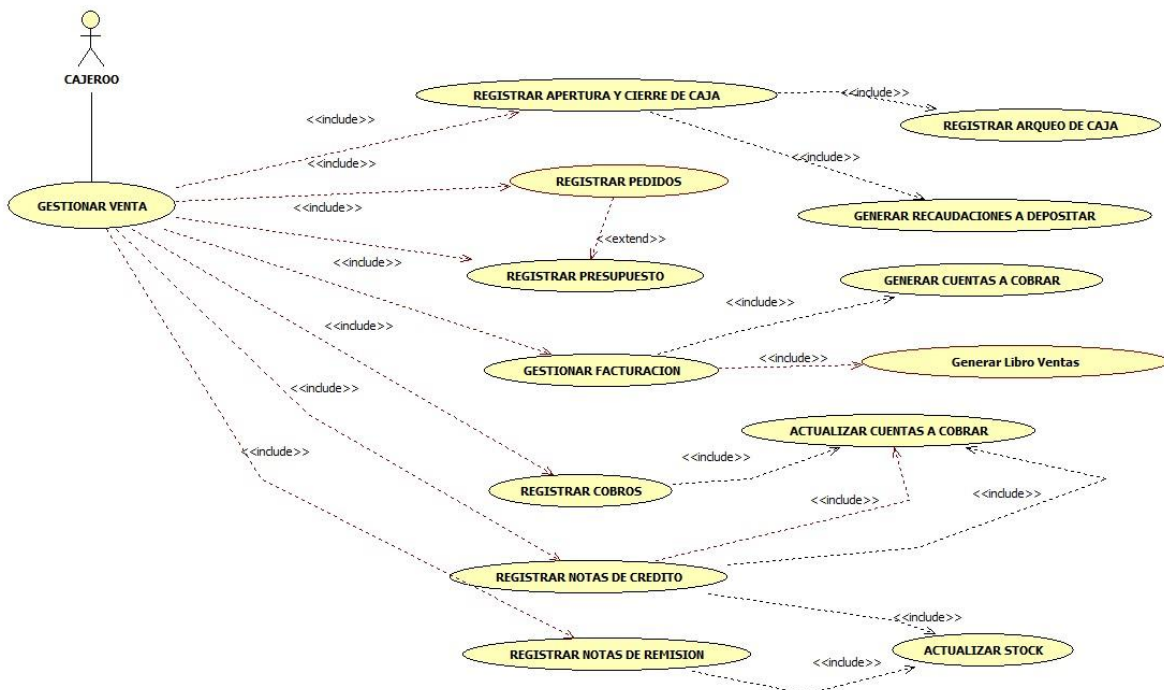 CAJEROO
REGISTRAR APERTURA Y CIERRE DE CAJA
<<include>>
REGISTRAR ARQUEO DE CAJA
<<include>>
<<include>>
<<include>>
REGISTRAR PEDIDOS
GESTIONAR VENTA
GENERAR RECAUDACIONES A DEPOSITAR
<<extend>>
<<include>>
REGISTRAR PRESUPUESTO
GENERAR CUENTAS A COBRAR
<<include>>
<<include>>
<<include>>
GESTIONAR FACTURACION
Generar Libro Ventas
<<include>>
ACTUALIZAR CUENTAS A COBRAR
<<include>>
<<include>>
REGISTRAR COBROS
<<include>>
<<include>>
REGISTRAR NOTAS DE CREDITO
<<include>>
REGISTRAR NOTAS DE REMISION
ACTUALIZAR STOCK
<<include>>